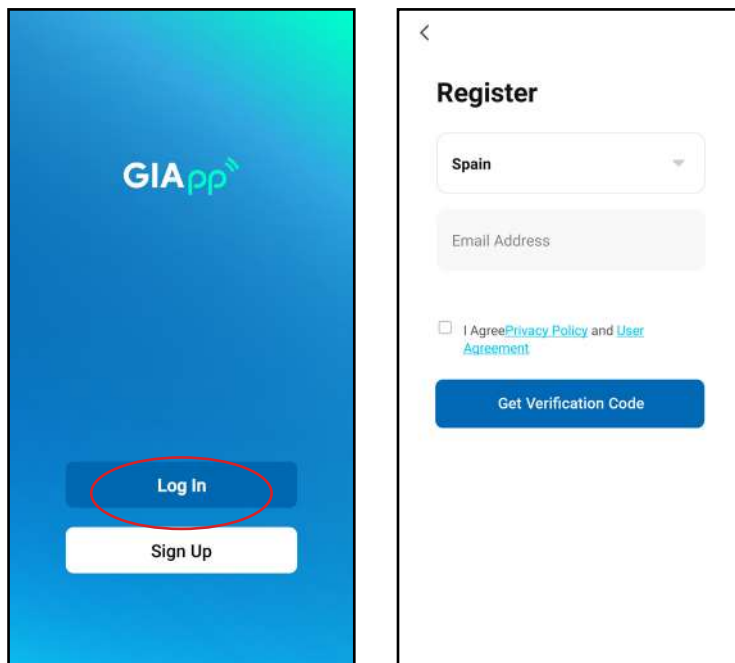 GIApp
Log In
Sign Up
Register
Spain
Email Address
I AgreePrivacy Policy and User
Agreement
Get Verification Code